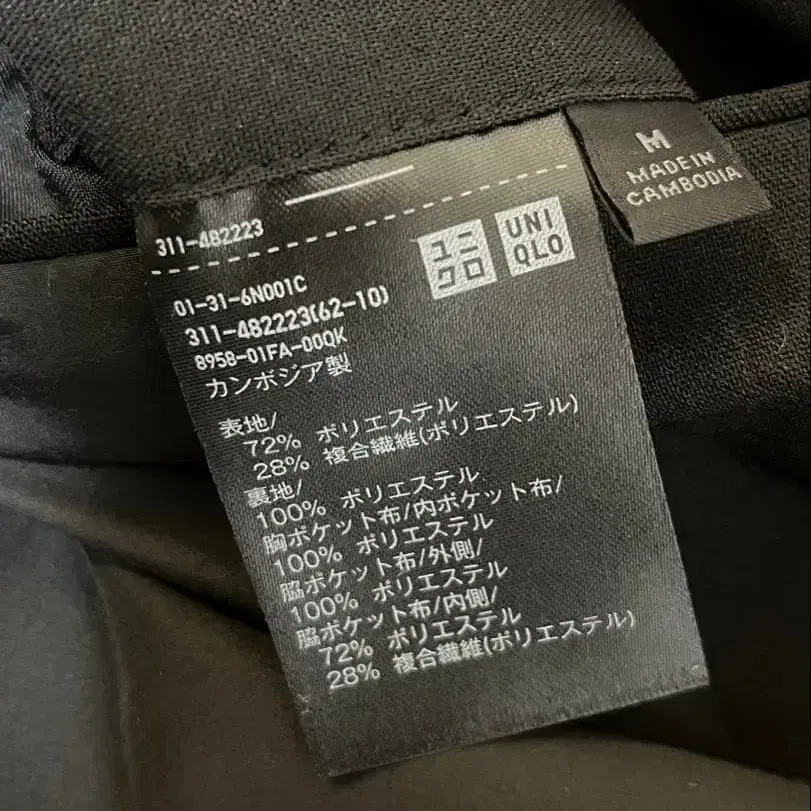 M
MADE IN
CAMBODIA
311-482223
ユニ
クロ
UNI
QLO
01-31-6N001C
311-482223(62-10)
8958-01FA-00QK
カンボジア製
表地/
72% ポリエステル
28% 複合繊維(ポリエステル)
裏地/
100% ポリエステル
胸ポケット布/内ポケット布/
100% ポリエステル
脇ポケット布/外側/
100% ポリエステル
脇ポケット布/内側/
72% ポリエステル
28% 複合繊維(ポリエステル)